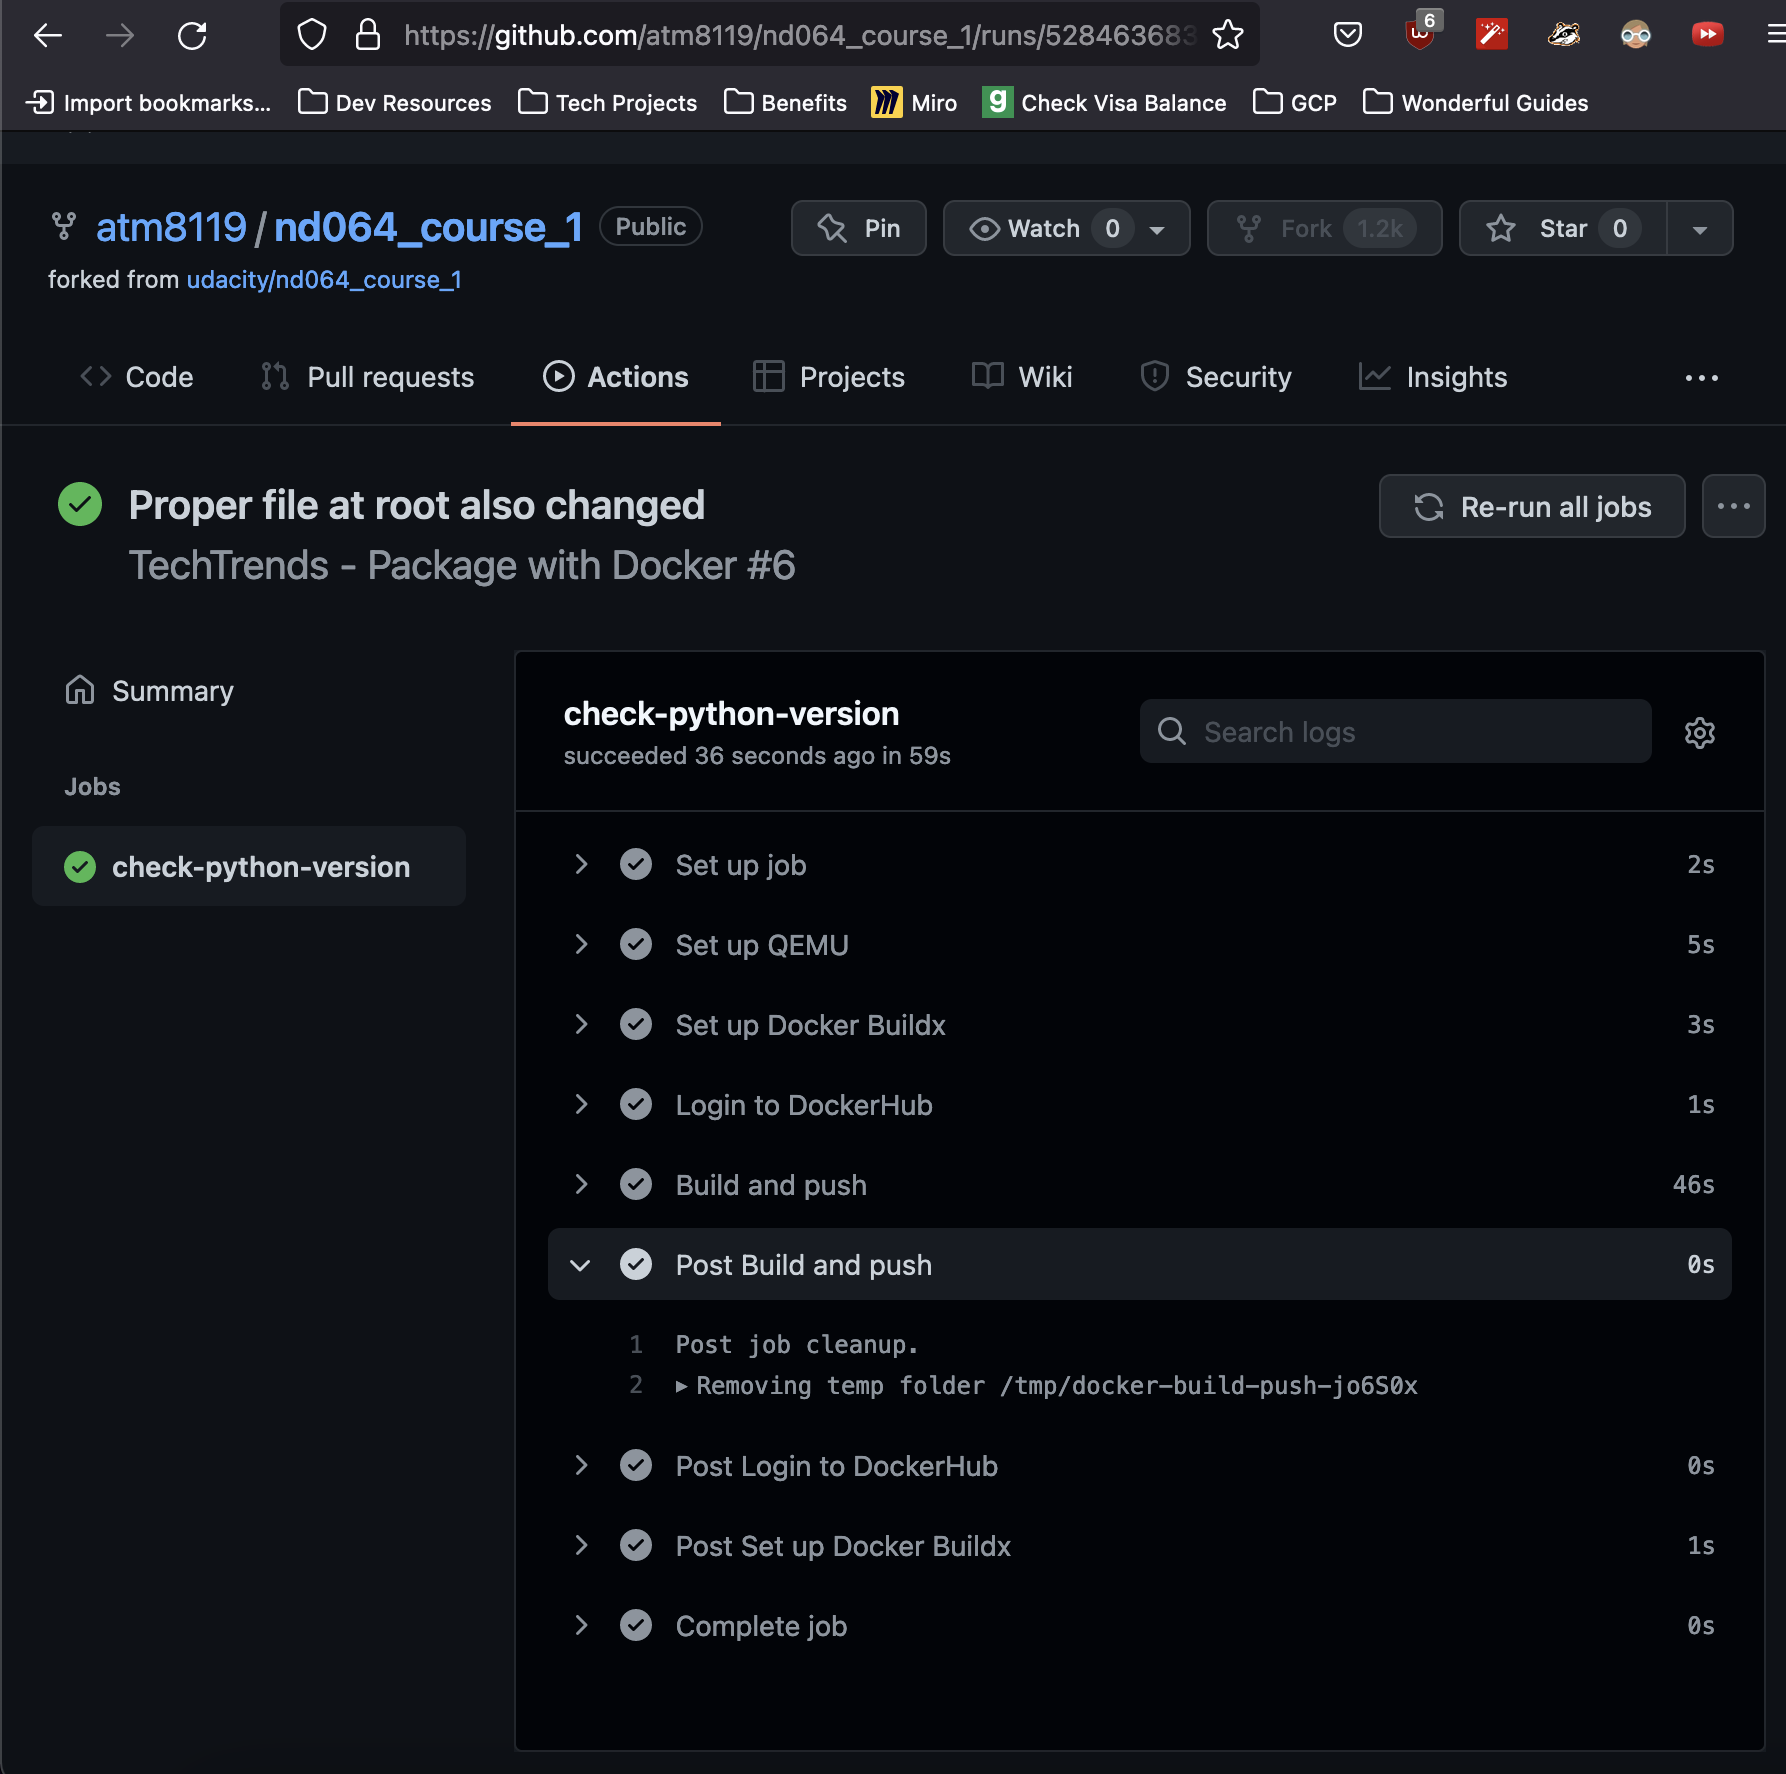 https://github.com/atm8119/nd064_course_1/runs/528463683
6
Import bookmarks...
Dev Resources
Tech Projects
Benefits
Miro
Check Visa Balance
GCP
Wonderful Guides
atm8119 / nd064_course_1
Public
Pin
Watch 0
Fork 1.2k
Star 0
forked from udacity/nd064_course_1
Code
Pull requests
Actions
Projects
Wiki
Security
Insights
Proper file at root also changed
Re-run all jobs
TechTrends - Package with Docker #6
Summary
Jobs
check-python-version
check-python-version
succeeded 36 seconds ago in 59s
Search logs
Set up job 2s
Set up QEMU 5s
Set up Docker Buildx 3s
Login to DockerHub 1s
Build and push 46s
Post Build and push 0s
1 Post job cleanup.
2 Removing temp folder /tmp/docker-build-push-jo6S0x
Post Login to DockerHub 0s
Post Set up Docker Buildx 1s
Complete job 0s